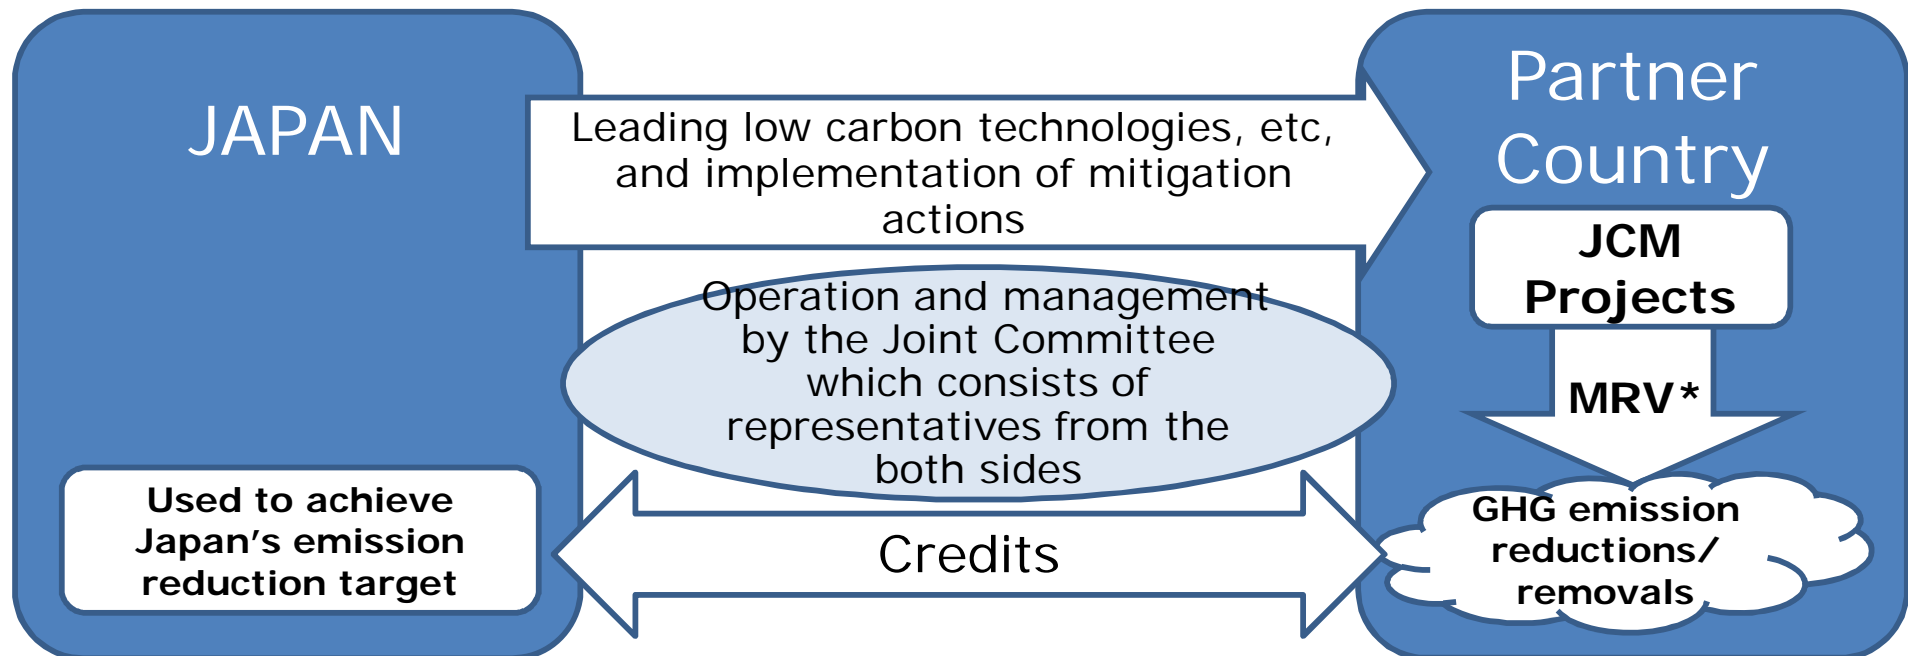 JAPAN
Leading low carbon technologies, etc,
and implementation of mitigation
actions
Partner
Country
JCM
Projects
Operation and management
by the Joint Committee
which consists of
representatives from the
both sides
MRV*
Used to achieve
Japan’s emission
reduction target
Credits
GHG emission
reductions/
removals